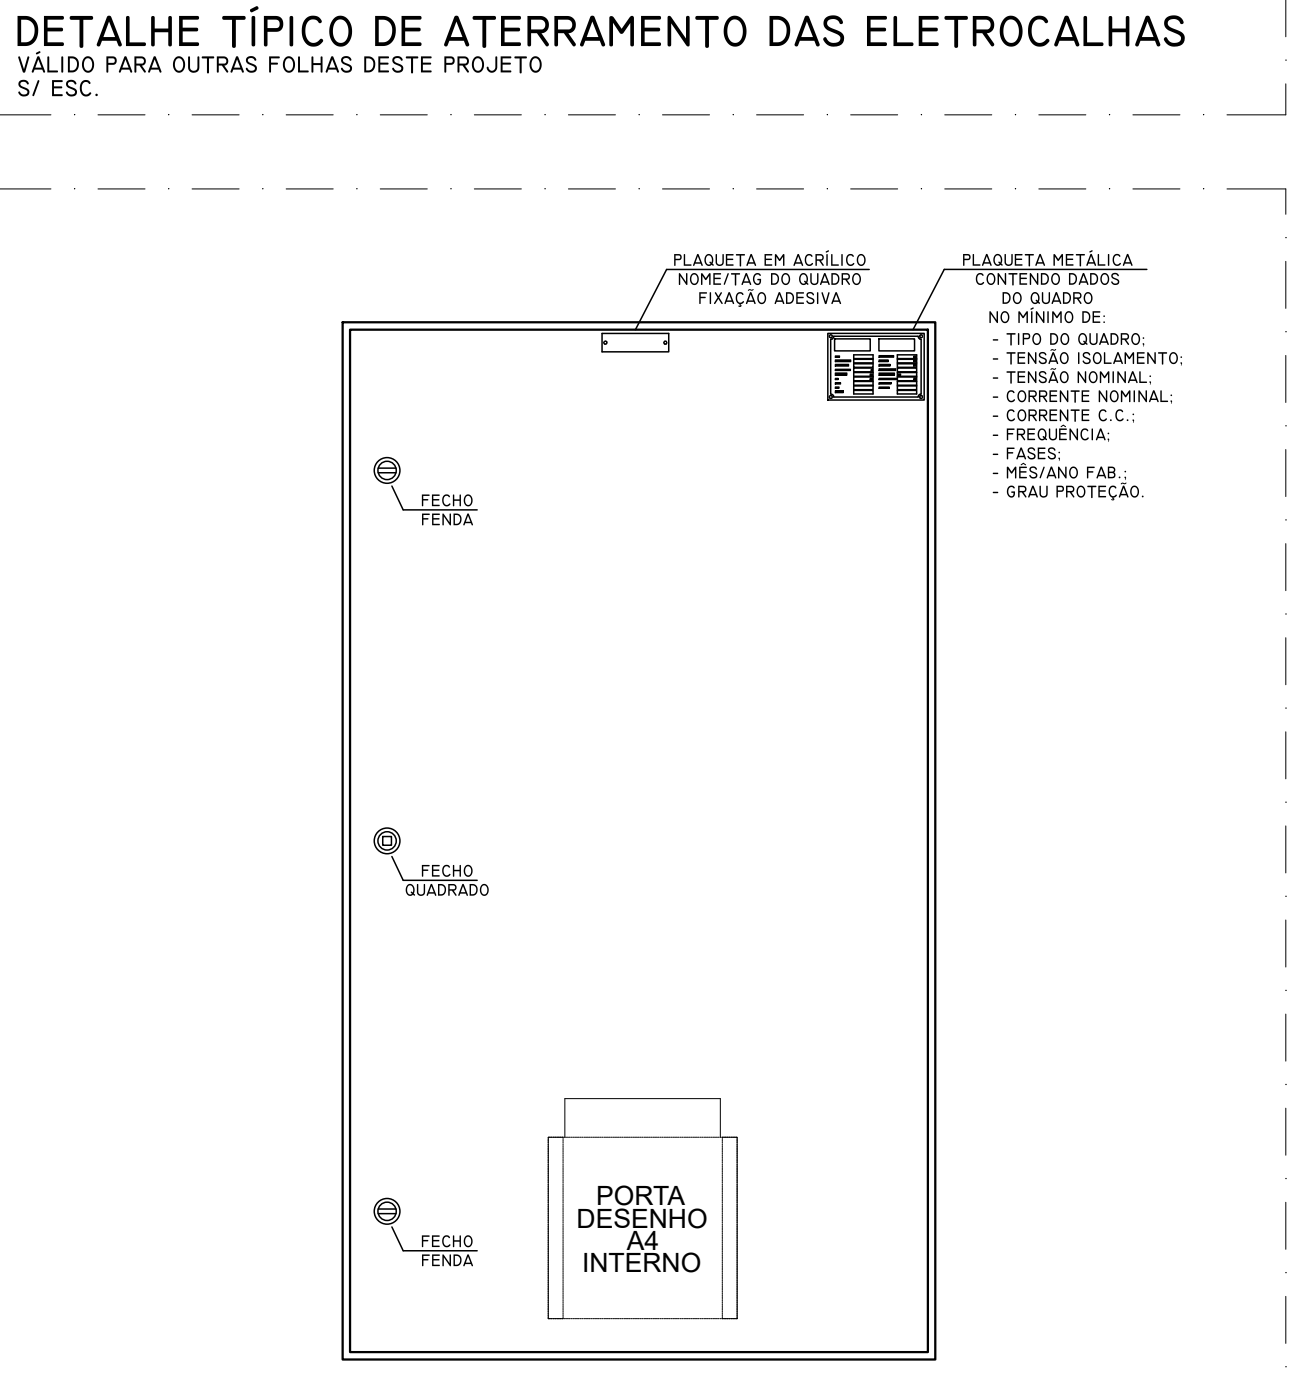 DETALHE TÍPICO DE ATERRAMENTO DAS ELETROCALHAS
VÁLIDO PARA OUTRAS FOLHAS DESTE PROJETO
S/ ESC.
PLAQUETA EM ACRÍLICO
NOME/TAG DO QUADRO
FIXAÇÃO ADESIVA
PLAQUETA METÁLICA
CONTENDO DADOS
DO QUADRO
NO MÍNIMO DE:
- TIPO DO QUADRO;
- TENSÃO ISOLAMENTO;
- TENSÃO NOMINAL;
- CORRENTE NOMINAL;
- CORRENTE C.C.;
- FREQUÊNCIA;
- FASES;
- MÊS/ANO FAB.;
- GRAU PROTEÇÃO.
FECHO
FENDA
FECHO
QUADRADO
FECHO
FENDA
PORTA
DESENHO
A4
INTERNO